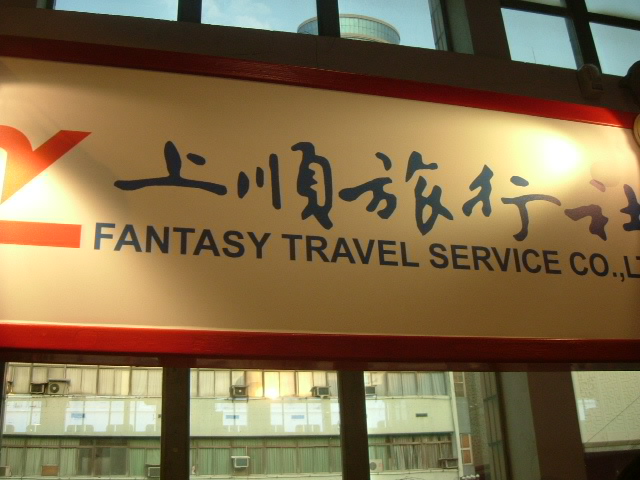 上順旅行社
FANTASY TRAVEL SERVICE CO.,LT